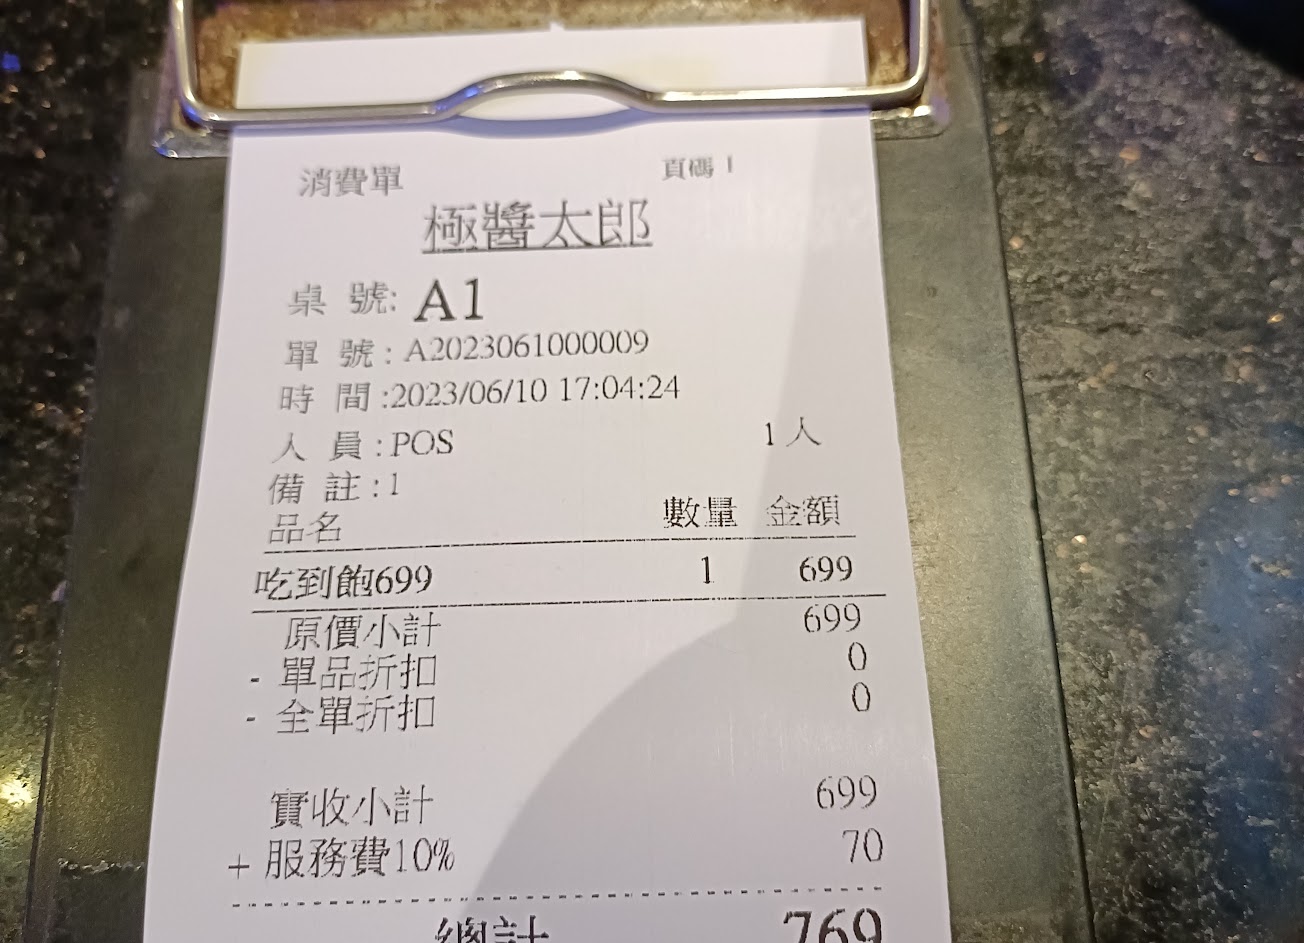 消費單 頁碼 1
極醬太郎
桌 號: A1
單 號 : A2023061000009
時 間 :2023/06/10 17:04:24
人 員 : POS 1人
備 註 : 1
品名 數量 金額
吃到飽699 1 699
原價小計 699
- 單品折扣 0
- 全單折扣 0
實收小計 699
+ 服務費10% 70
總計 769